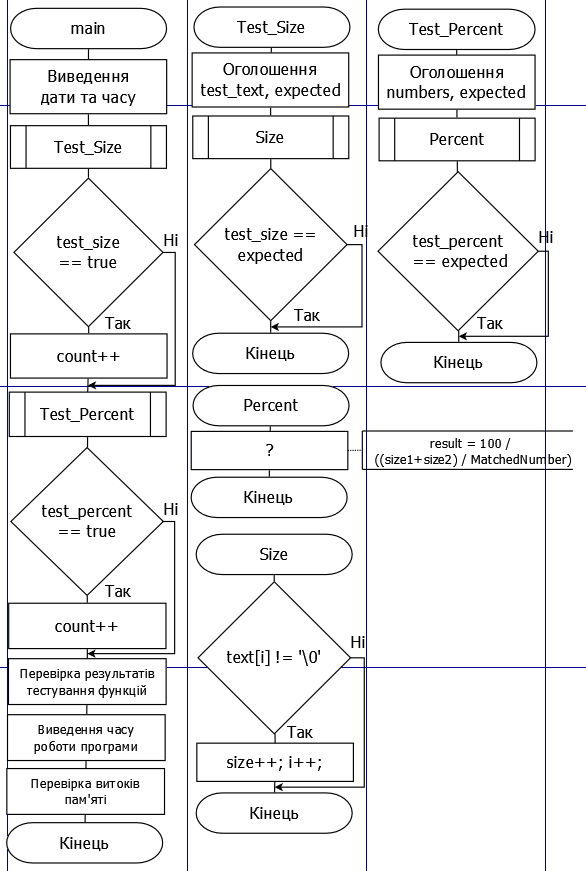 main
Виведення
дати та часу
Test_Size
test_size
== true
Ні
Так
count++
Test_Percent
test_percent
== true
Ні
Так
count++
Перевірка результатів
тестування функцій
Виведення часу
роботи програми
Перевірка витоків
пам'яті
Кінець
Test_Size
Оголошення
test_text, expected
Size
test_size ==
expected
Ні
Так
Кінець
Percent
?
result = 100 /
((size1+size2) / MatchedNumber)
Кінець
Size
text[i] != '\0'
Ні
Так
size++; i++;
Кінець
Test_Percent
Оголошення
numbers, expected
Percent
test_percent
== expected
Ні
Так
Кінець